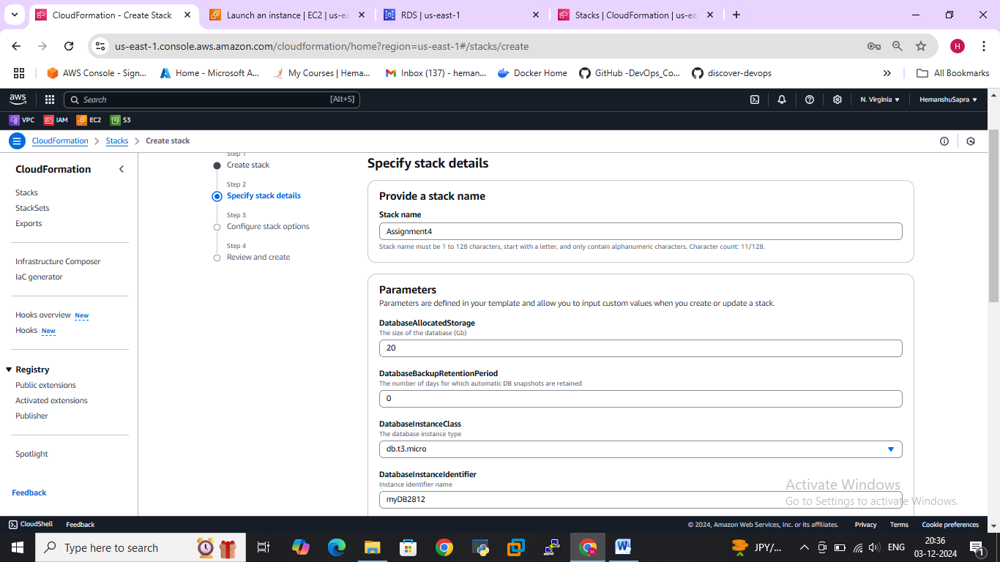 CloudFormation - Create Stack
Launch an instance | EC2 | us-ea
RDS | us-east-1
Stacks | CloudFormation | us-ea
us-east-1.console.aws.amazon.com/cloudformation/home?region=us-east-1#/stacks/create
H
AWS Console - Sign...
Home - Microsoft A...
My Courses | Hema...
Inbox (137) - heman...
Docker Home
GitHub -DevOps_Co...
discover-devops
All Bookmarks
aws
Search
[Alt+S]
N. Virginia
HemanshuSapra
VPC
IAM
EC2
S3
CloudFormation
Stacks
Create stack
CloudFormation
Stacks
StackSets
Exports
Infrastructure Composer
IaC generator
Hooks overview New
Hooks New
Registry
Public extensions
Activated extensions
Publisher
Spotlight
Feedback
Step 1
Create stack
Step 2
Specify stack details
Step 3
Configure stack options
Step 4
Review and create
Specify stack details
Provide a stack name
Stack name
Assignment4
Stack name must be 1 to 128 characters, start with a letter, and only contain alphanumeric characters. Character count: 11/128.
Parameters
Parameters are defined in your template and allow you to input custom values when you create or update a stack.
DatabaseAllocatedStorage
The size of the database (Gb)
20
DatabaseBackupRetentionPeriod
The number of days for which automatic DB snapshots are retained
0
DatabaseInstanceClass
The database instance type
db.t3.micro
DatabaseInstanceIdentifier
Instance identifier name
myDB2812
Activate Windows
Go to Settings to activate Windows.
CloudShell
Feedback
© 2024, Amazon Web Services, Inc. or its affiliates.
Privacy
Terms
Cookie preferences
Type here to search
JPY/...
ENG
20:36
03-12-2024
1